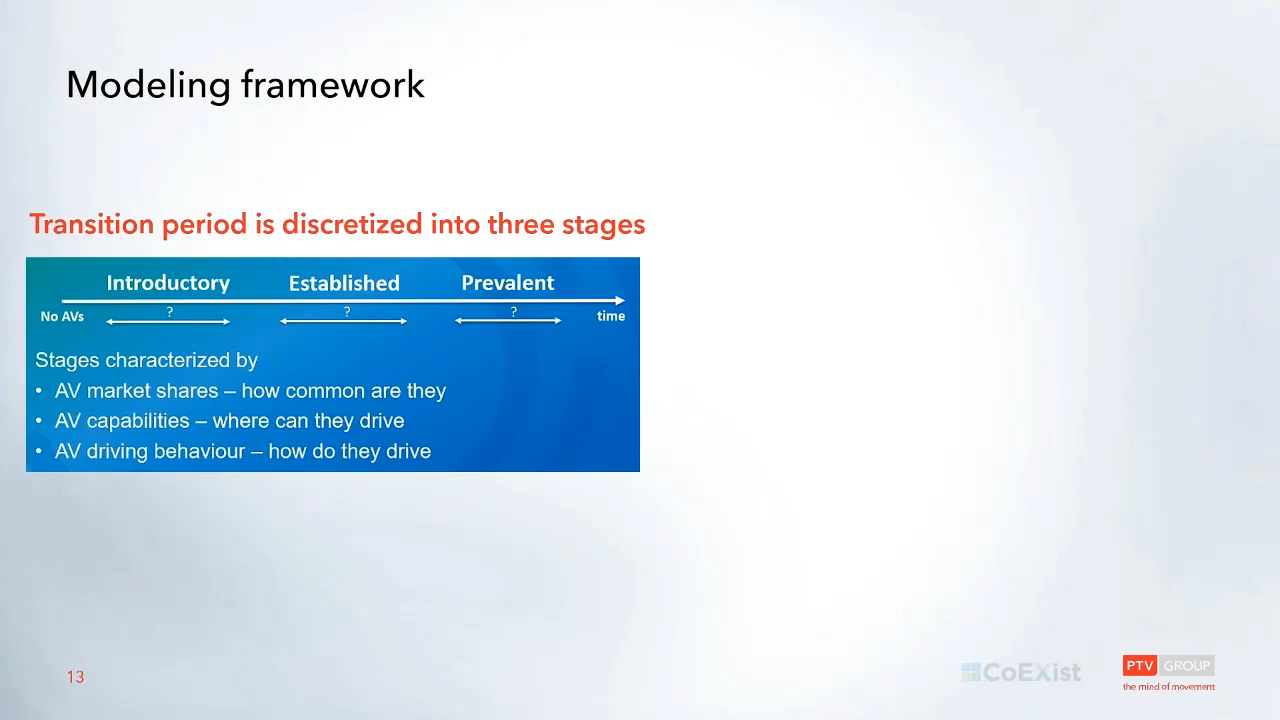 Modeling framework
Transition period is discretized into three stages
Introductory Established Prevalent
No AVs ? ? ? time
Stages characterized by
• AV market shares – how common are they
• AV capabilities – where can they drive
• AV driving behaviour – how do they drive
13
CoEXist
PTV GROUP
the mind of movement